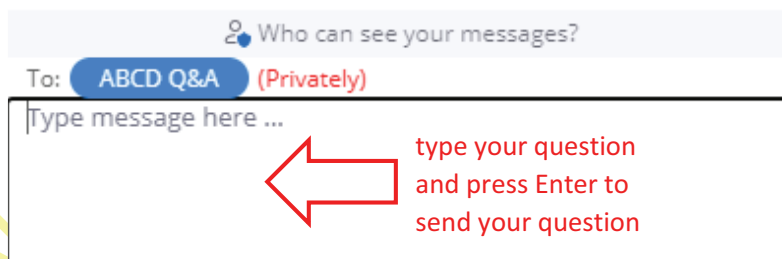 Who can see your messages?
To: ABCD Q&A (Privately)
Type message here ...
type your question
and press Enter to
send your question